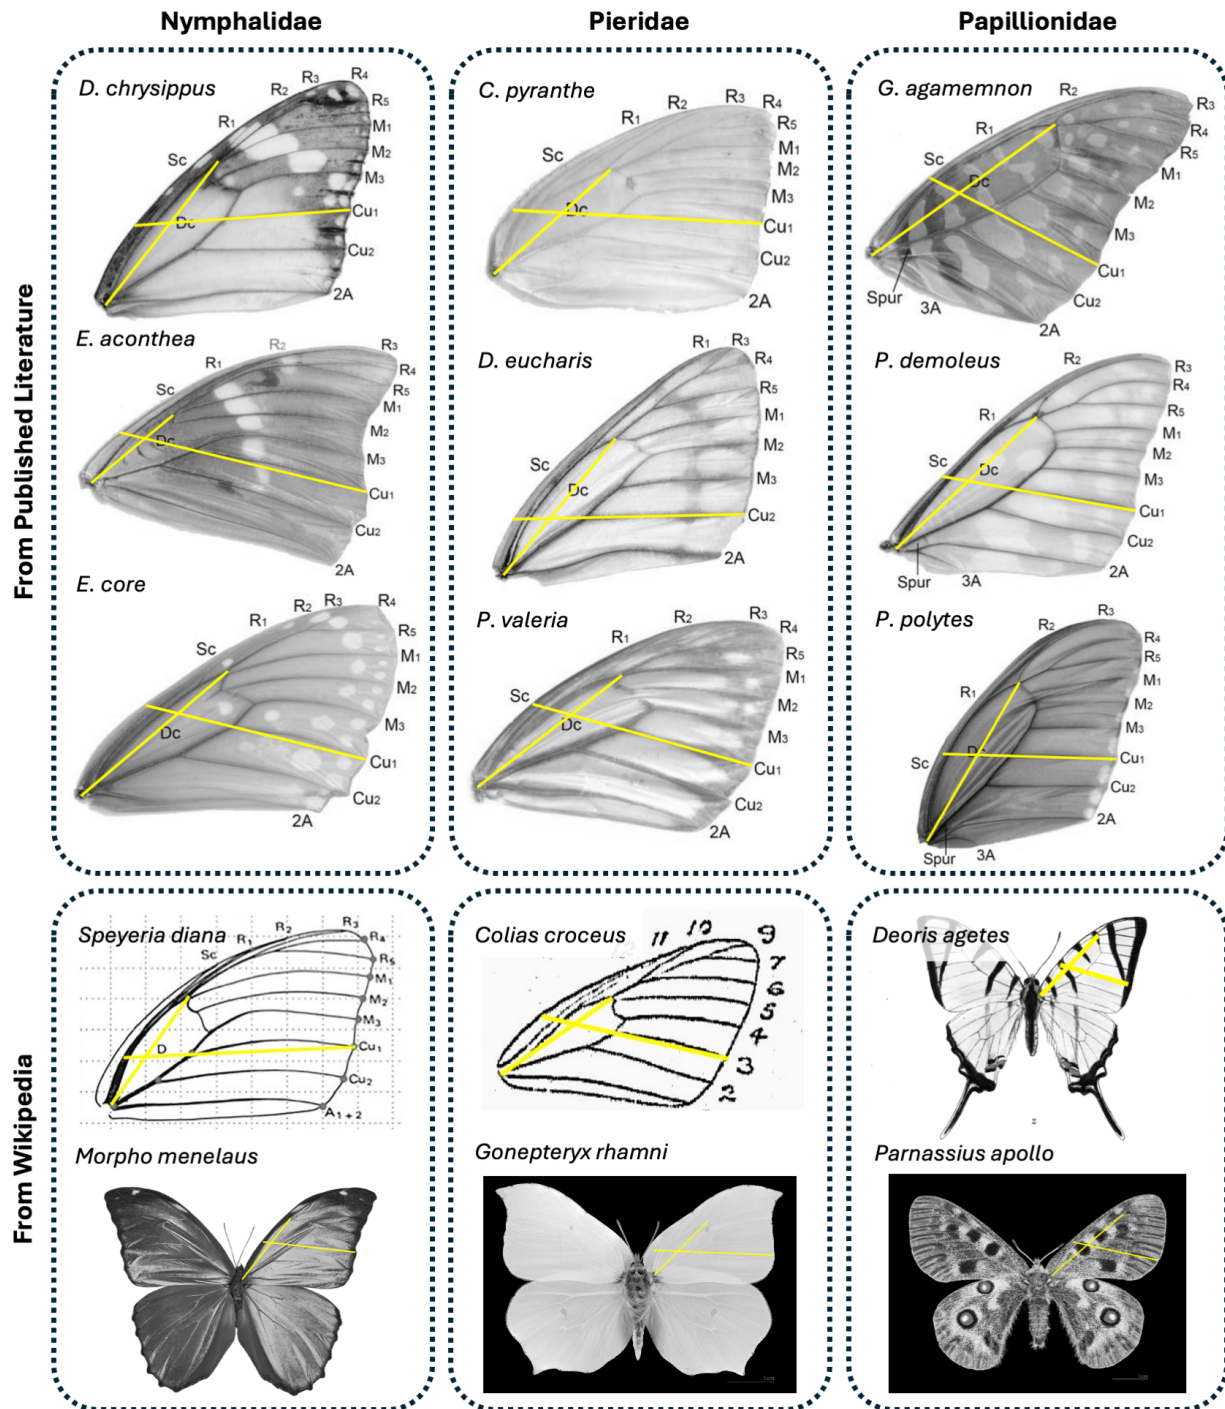 Nymphalidae
Pieridae
Papillionidae
From Published Literature
D. chrysippus
Sc
R1
R2
R3
R4
R5
M1
M2
M3
Cu1
Cu2
2A
Dc
E. aconthea
Sc
R1
R2
R3
R4
R5
M1
M2
M3
Cu1
Cu2
2A
Dc
E. core
Sc
R1
R2
R3
R4
R5
M1
M2
M3
Cu1
Cu2
2A
Dc
C. pyranthe
Sc
R1
R2
R3
R4
R5
M1
M2
M3
Cu1
Cu2
2A
Dc
D. eucharis
Sc
R1
R3
R4
R5
M1
M2
M3
Cu2
2A
Dc
P. valeria
Sc
R1
R2
R3
R4
R5
M1
M2
M3
Cu1
Cu2
2A
Dc
G. agamemnon
Sc
R1
R2
R3
R4
R5
M1
M2
M3
Cu1
Cu2
2A
3A
Spur
Dc
P. demoleus
Sc
R1
R2
R3
R4
R5
M1
M2
M3
Cu1
Cu2
2A
3A
Spur
Dc
P. polytes
Sc
R1
R2
R3
R4
R5
M1
M2
M3
Cu1
Cu2
2A
3A
Spur
Dc
From Wikipedia
Speyeria diana
Sc
R1
R2
R3
R4
R5
M1
M2
M3
Cu1
Cu2
A1+2
D
Morpho menelaus
Colias croceus
11
10
9
7
6
5
4
3
2
Gonepteryx rhamni
1cm
Deoris agetes
Parnassius apollo
1cm